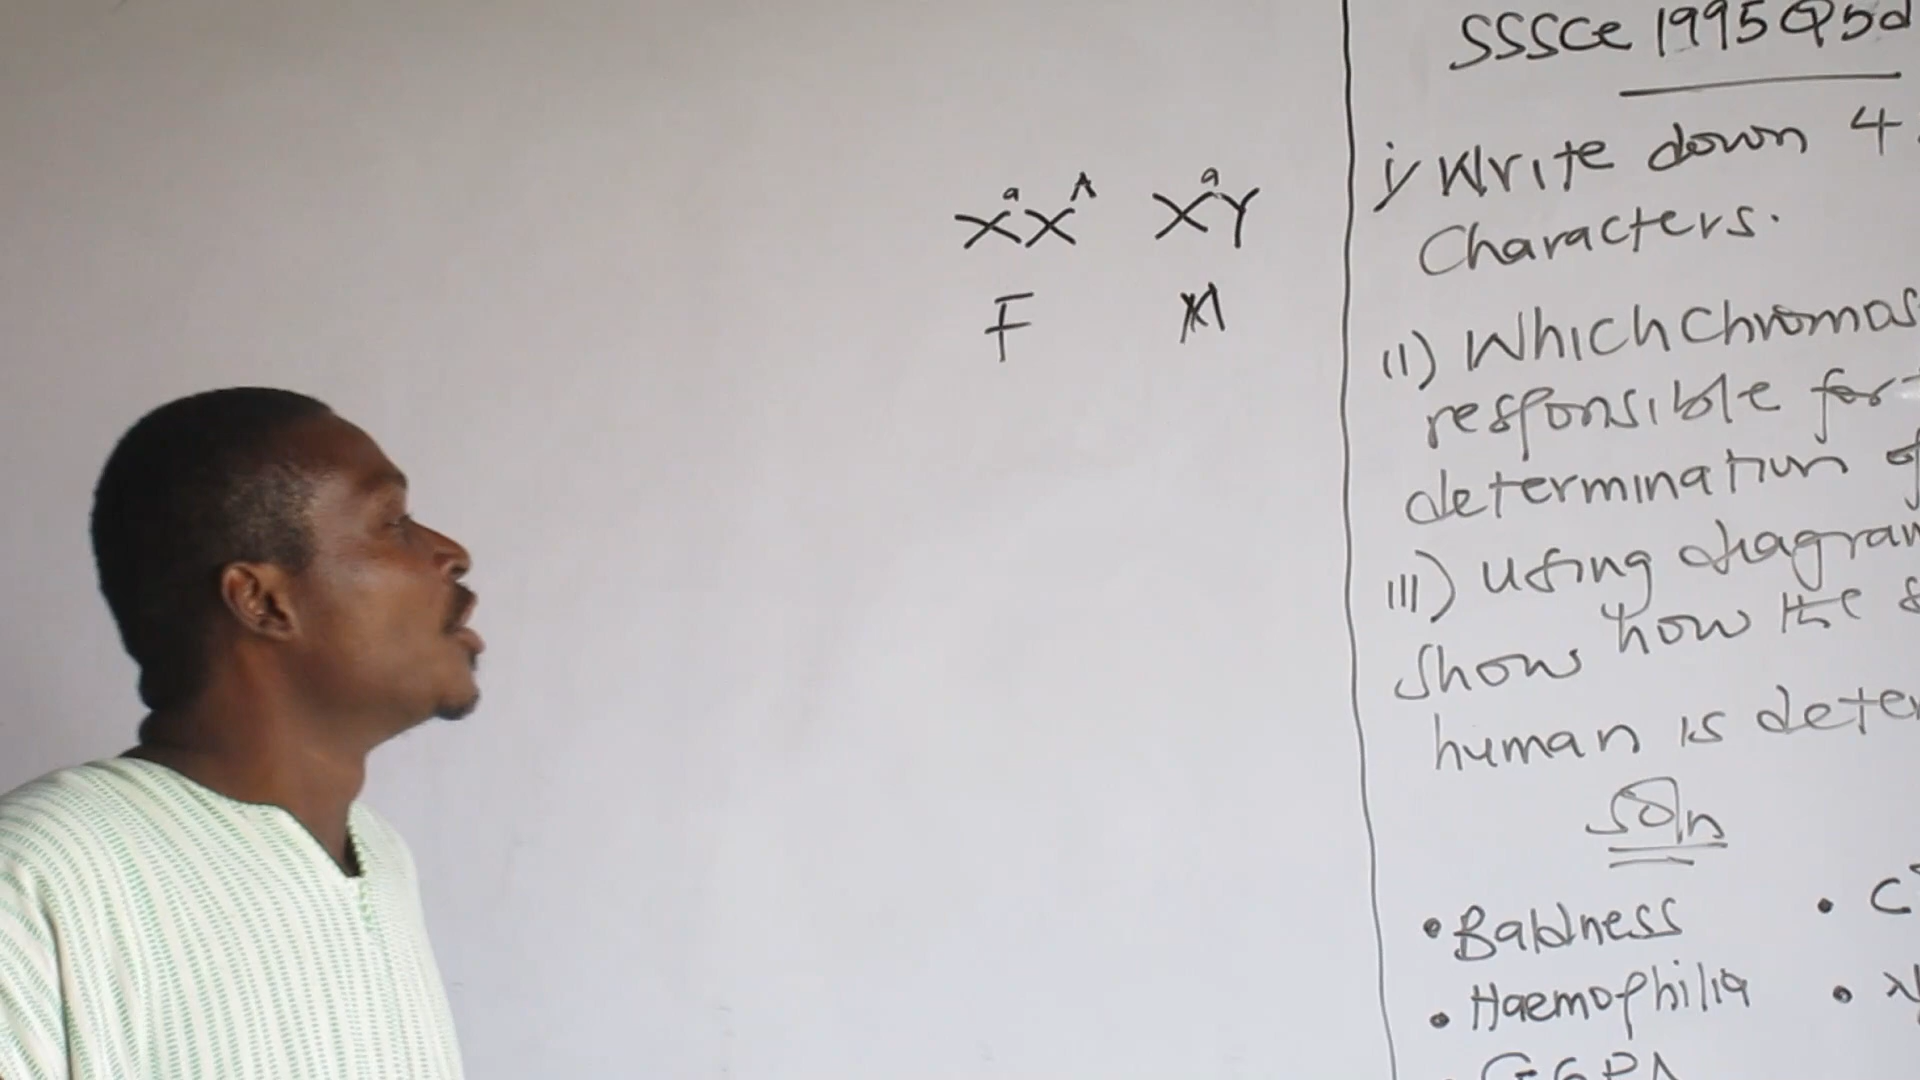 XᵃXᴬ XᵃY
F M
SSSCE 1995 Q5d
i) Write down 4
Characters.
(ii) Which Chromos
responsible for t
determination of
iii) Using diagram
show how the s
human is deter
Soln
• Baldness • C
• Haemophilia